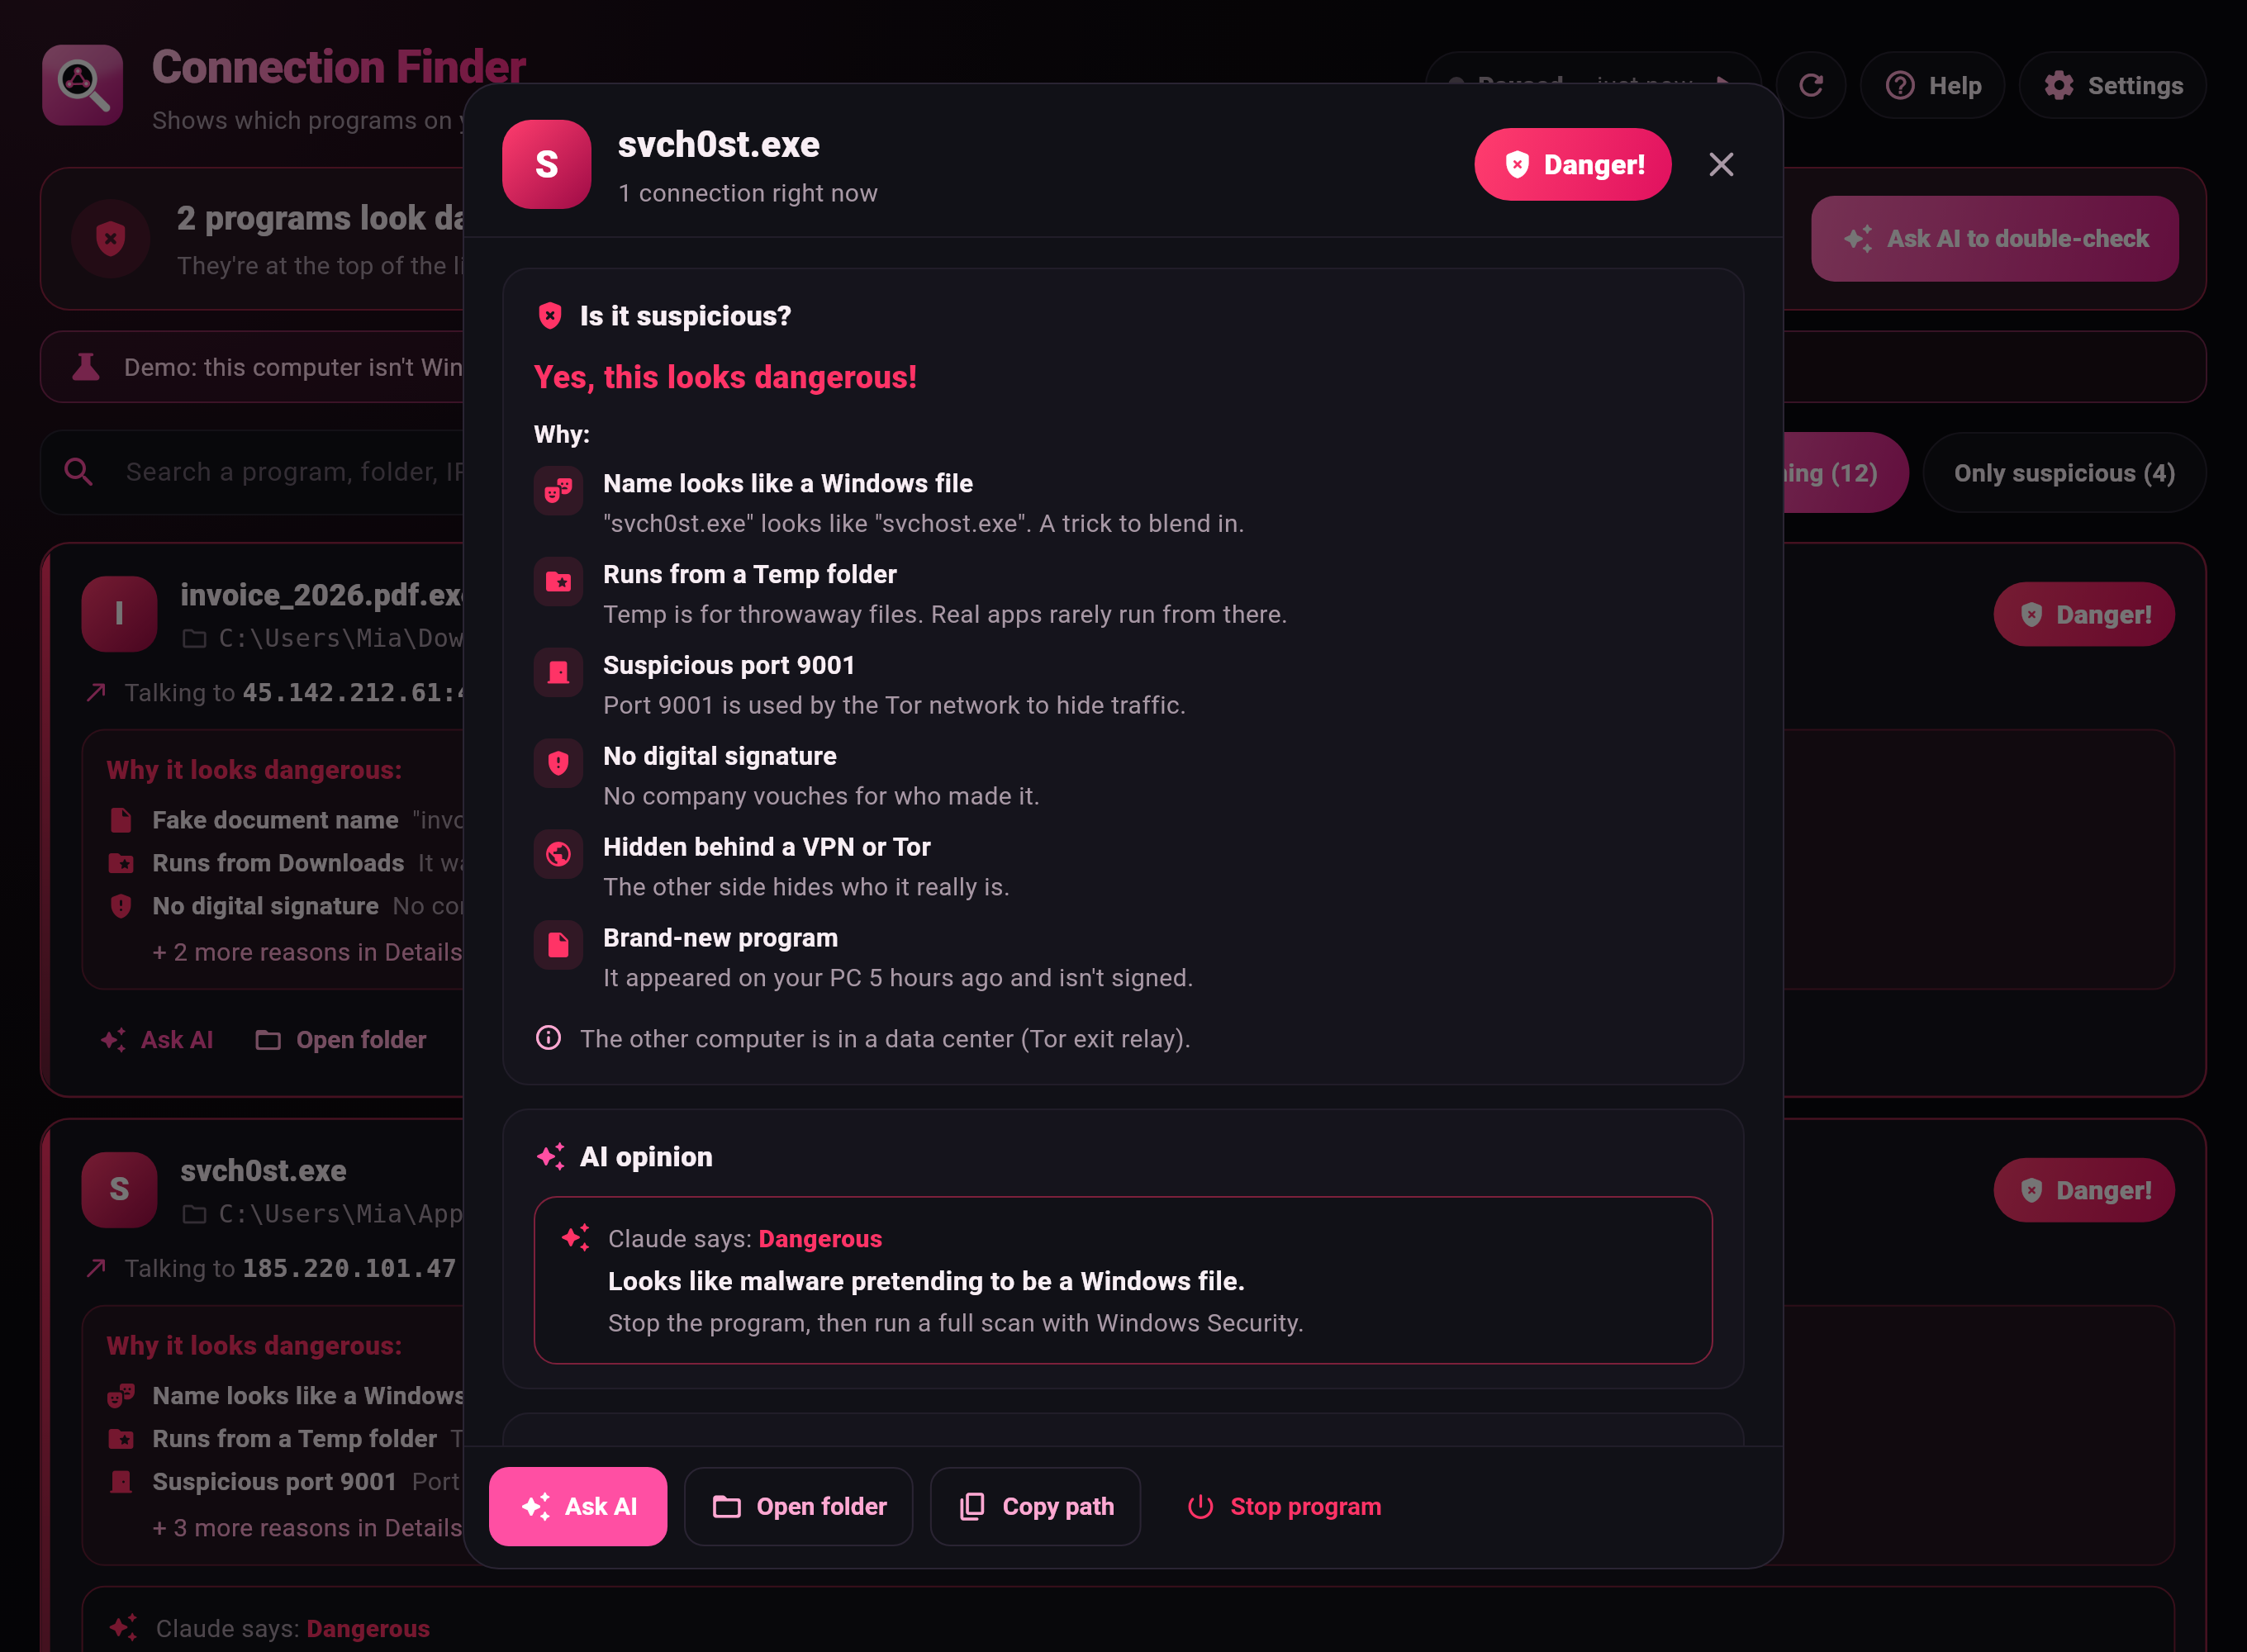 Connection Finder
Shows which programs on
Paused just now
Help
Settings
2 programs look
They're at the top of the
Ask AI to double-check
Demo: this computer isn't
Search a program, folder,
(12)
Only suspicious (4)
invoice_2026.pdf.ex
C:\Users\Mia\Dow
Danger!
Talking to 45.142.212.61:4
Why it looks dangerous:
Fake document name "invo
Runs from Downloads It
No digital signature No
+ 2 more reasons in Details
Ask AI
Open folder
S
svch0st.exe
C:\Users\Mia\App
Danger!
Talking to 185.220.101.47
Why it looks dangerous:
Name looks like a Windows
Runs from a Temp folder
Suspicious port 9001 Port
+ 3 more reasons in Details
Claude says: Dangerous
S
svch0st.exe
1 connection right now
Danger!
Is it suspicious?
Yes, this looks dangerous!
Why:
Name looks like a Windows file
"svch0st.exe" looks like "svchost.exe". A trick to blend in.
Runs from a Temp folder
Temp is for throwaway files. Real apps rarely run from there.
Suspicious port 9001
Port 9001 is used by the Tor network to hide traffic.
No digital signature
No company vouches for who made it.
Hidden behind a VPN or Tor
The other side hides who it really is.
Brand-new program
It appeared on your PC 5 hours ago and isn't signed.
The other computer is in a data center (Tor exit relay).
AI opinion
Claude says: Dangerous
Looks like malware pretending to be a Windows file.
Stop the program, then run a full scan with Windows Security.
Ask AI
Open folder
Copy path
Stop program